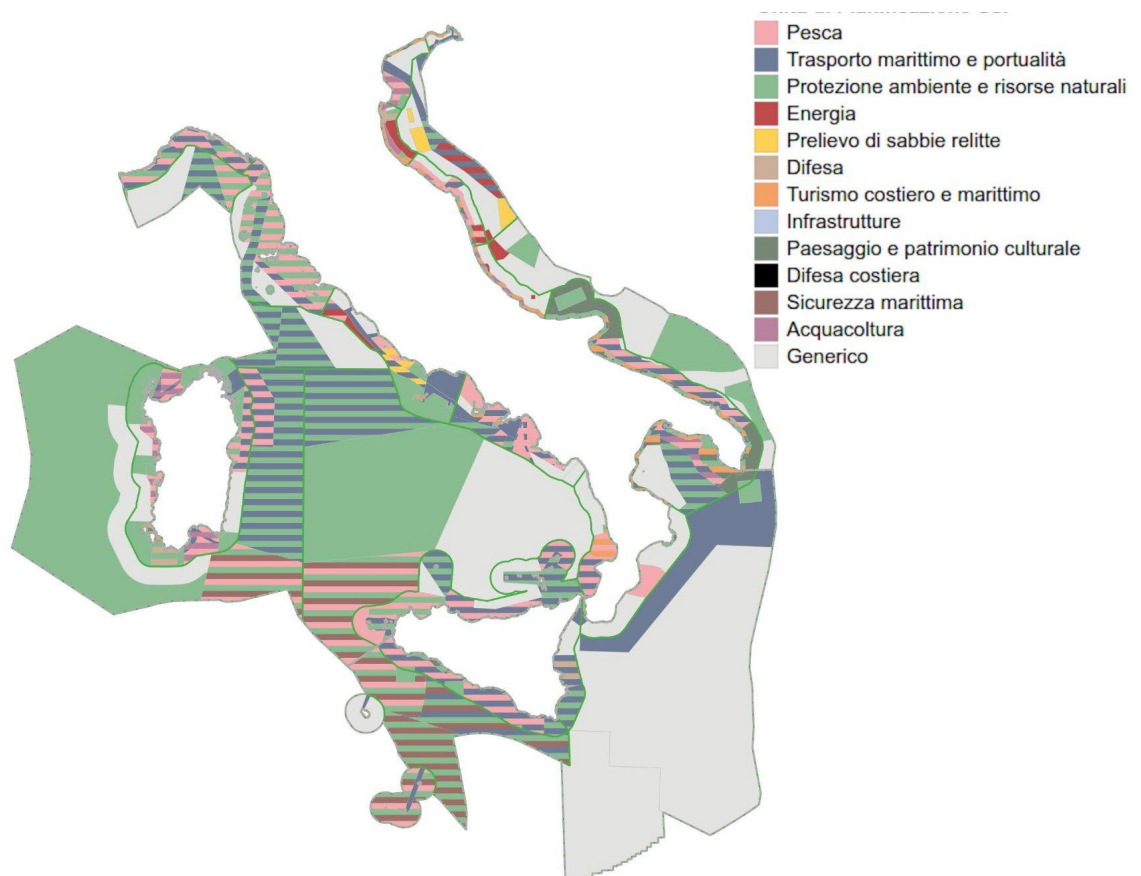 Pesca
Trasporto marittimo e portualità
Protezione ambiente e risorse naturali
Energia
Prelievo di sabbie relitte
Difesa
Turismo costiero e marittimo
Infrastrutture
Paesaggio e patrimonio culturale
Difesa costiera
Sicurezza marittima
Acquacoltura
Generico